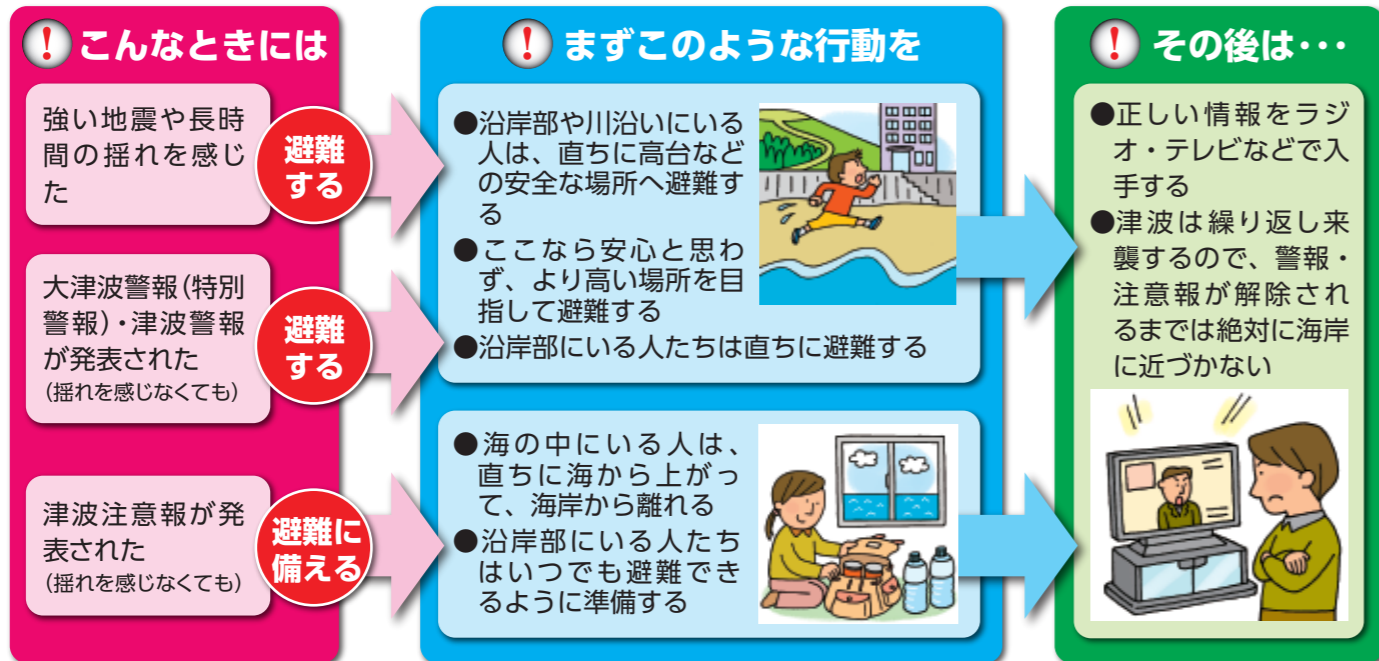 ! こんなときには
強い地震や長時
間の揺れを感じ
た
避難
する
大津波警報(特別
警報)・津波警報
が発表された
(揺れを感じなくても)
避難
する
津波注意報が発
表された
(揺れを感じなくても)
避難に
備える
! まずこのような行動を
●沿岸部や川沿いにいる
人は、直ちに高台など
の安全な場所へ避難す
る
●ここなら安心と思わ
ず、より高い場所を目
指して避難する
●沿岸部にいる人たちは直ちに避難する
●海の中にいる人は、
直ちに海から上がっ
て、海岸から離れる
●沿岸部にいる人たち
はいつでも避難でき
るように準備する
! その後は・・・
●正しい情報をラジ
オ・テレビなどで入
手する
●津波は繰り返し来
襲するので、警報・
注意報が解除され
るまでは絶対に海岸
に近づかない